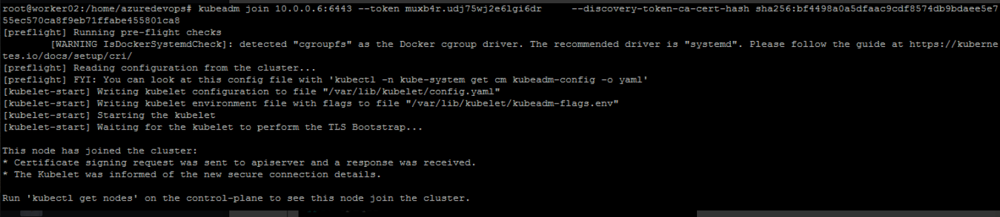 root@worker02:/home/azuredevops# kubeadm join 10.0.0.6:6443 --token muxb4r.udj75wj2e6lgi6dr     --discovery-token-ca-cert-hash sha256:bf4498a0a5dfaac9cdf8574db9bdaee5e7
55ec570ca8f9eb71ffabe455801ca8
[preflight] Running pre-flight checks
        [WARNING IsDockerSystemdCheck]: detected "cgroupfs" as the Docker cgroup driver. The recommended driver is "systemd". Please follow the guide at https://kuberne
tes.io/docs/setup/cri/
[preflight] Reading configuration from the cluster...
[preflight] FYI: You can look at this config file with 'kubectl -n kube-system get cm kubeadm-config -o yaml'
[kubelet-start] Writing kubelet configuration to file "/var/lib/kubelet/config.yaml"
[kubelet-start] Writing kubelet environment file with flags to file "/var/lib/kubelet/kubeadm-flags.env"
[kubelet-start] Starting the kubelet
[kubelet-start] Waiting for the kubelet to perform the TLS Bootstrap...
This node has joined the cluster:
* Certificate signing request was sent to apiserver and a response was received.
* The Kubelet was informed of the new secure connection details.
Run 'kubectl get nodes' on the control-plane to see this node join the cluster.